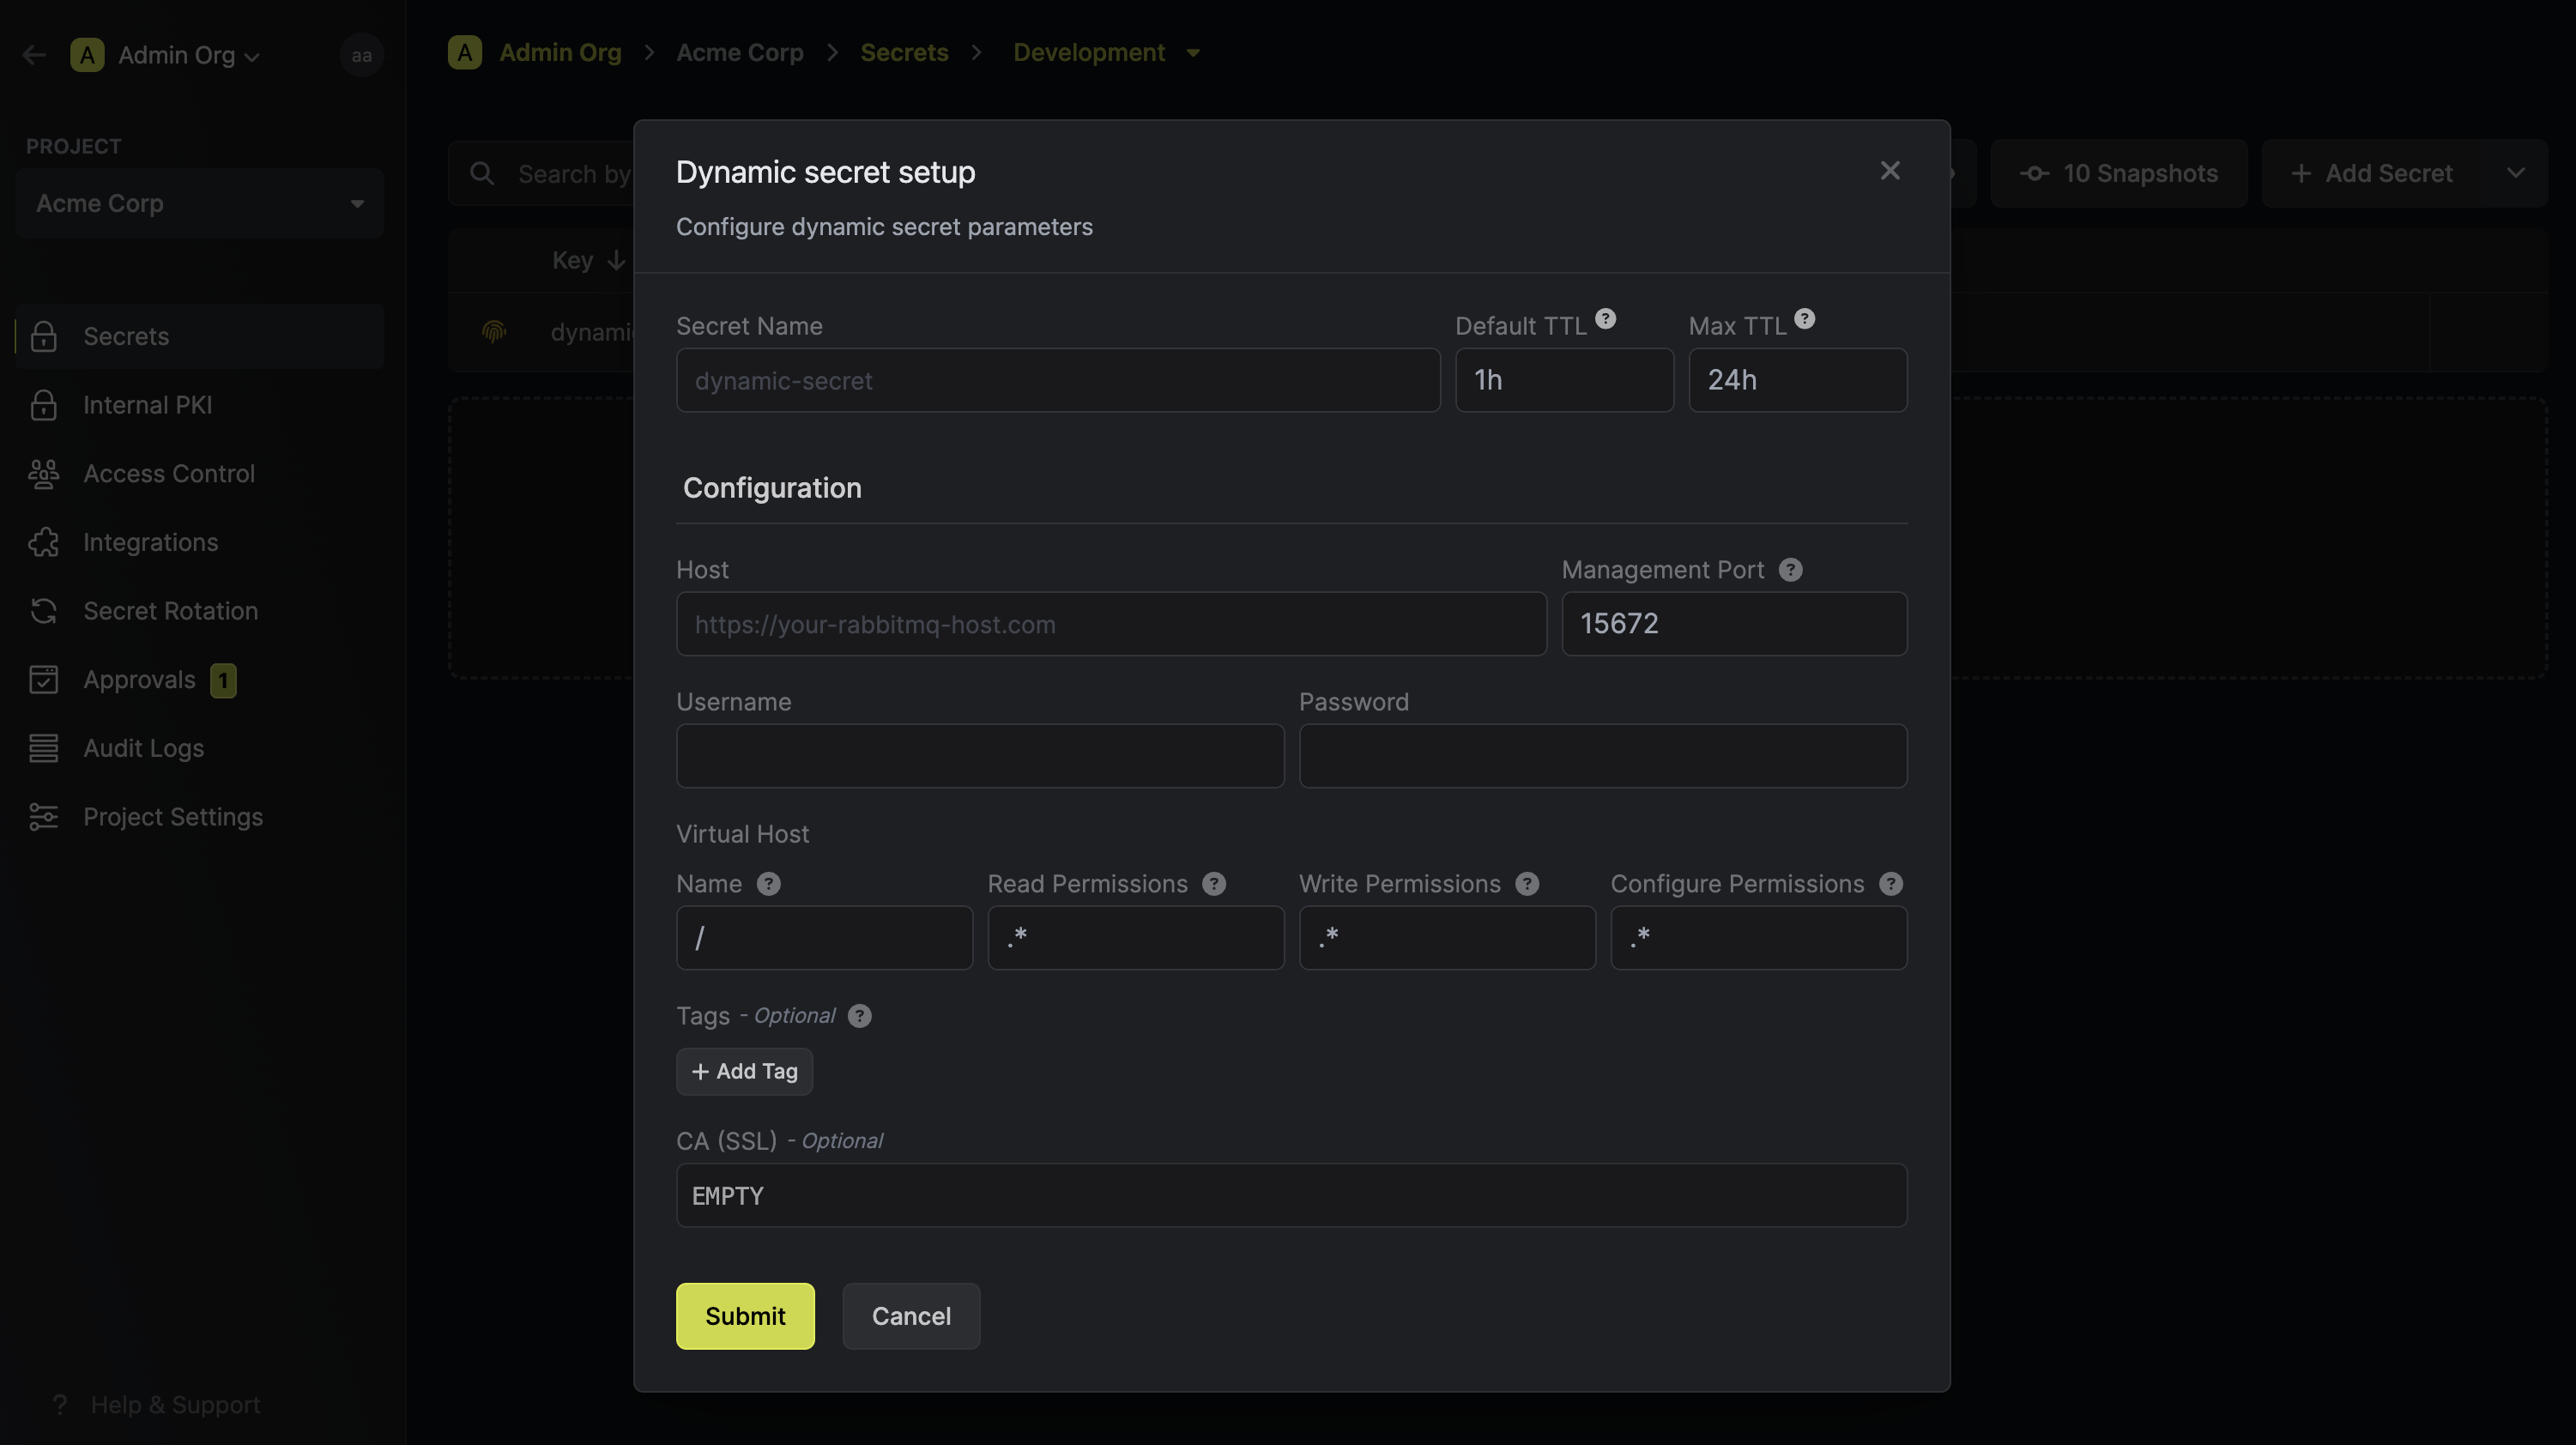 A Admin Org
aa
A Admin Org > Acme Corp > Secrets > Development
PROJECT
Acme Corp
Secrets
Internal PKI
Access Control
Integrations
Secret Rotation
Approvals 1
Audit Logs
Project Settings
? Help & Support
Search by
10 Snapshots
+ Add Secret
Key
Dynamic secret setup
Configure dynamic secret parameters
Secret Name
Default TTL ?
Max TTL ?
dynamic-secret
1h
24h
Configuration
Host
Management Port ?
https://your-rabbitmq-host.com
15672
Username
Password
Virtual Host
Name ?
Read Permissions ?
Write Permissions ?
Configure Permissions ?
/
.*
.*
.*
Tags - Optional ?
+ Add Tag
CA (SSL) - Optional
EMPTY
Submit
Cancel